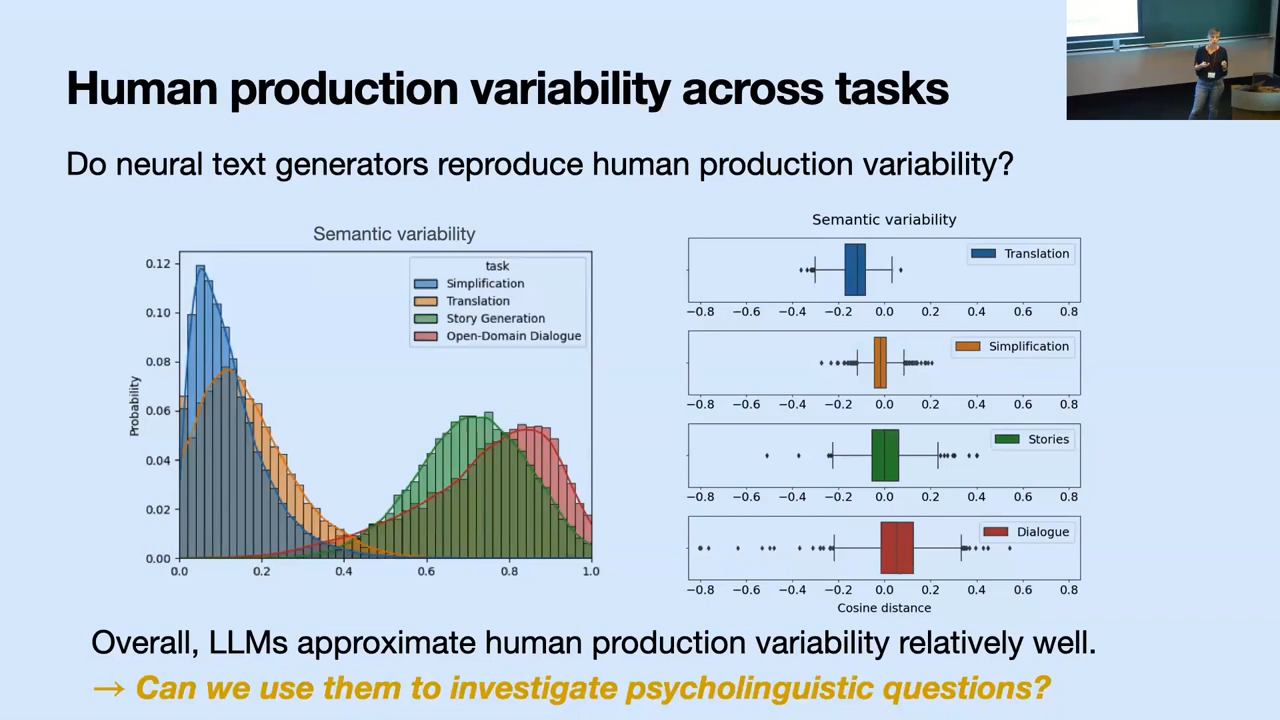 Human production variability across tasks
Do neural text generators reproduce human production variability?
Semantic variability
task
Simplification
Translation
Story Generation
Open-Domain Dialogue
Probability
0.12
0.10
0.08
0.06
0.04
0.02
0.00
0.0 0.2 0.4 0.6 0.8 1.0
Semantic variability
Translation
−0.8 −0.6 −0.4 −0.2 0.0 0.2 0.4 0.6 0.8
Simplification
−0.8 −0.6 −0.4 −0.2 0.0 0.2 0.4 0.6 0.8
Stories
−0.8 −0.6 −0.4 −0.2 0.0 0.2 0.4 0.6 0.8
Dialogue
−0.8 −0.6 −0.4 −0.2 0.0 0.2 0.4 0.6 0.8
Cosine distance
Overall, LLMs approximate human production variability relatively well.
→ Can we use them to investigate psycholinguistic questions?